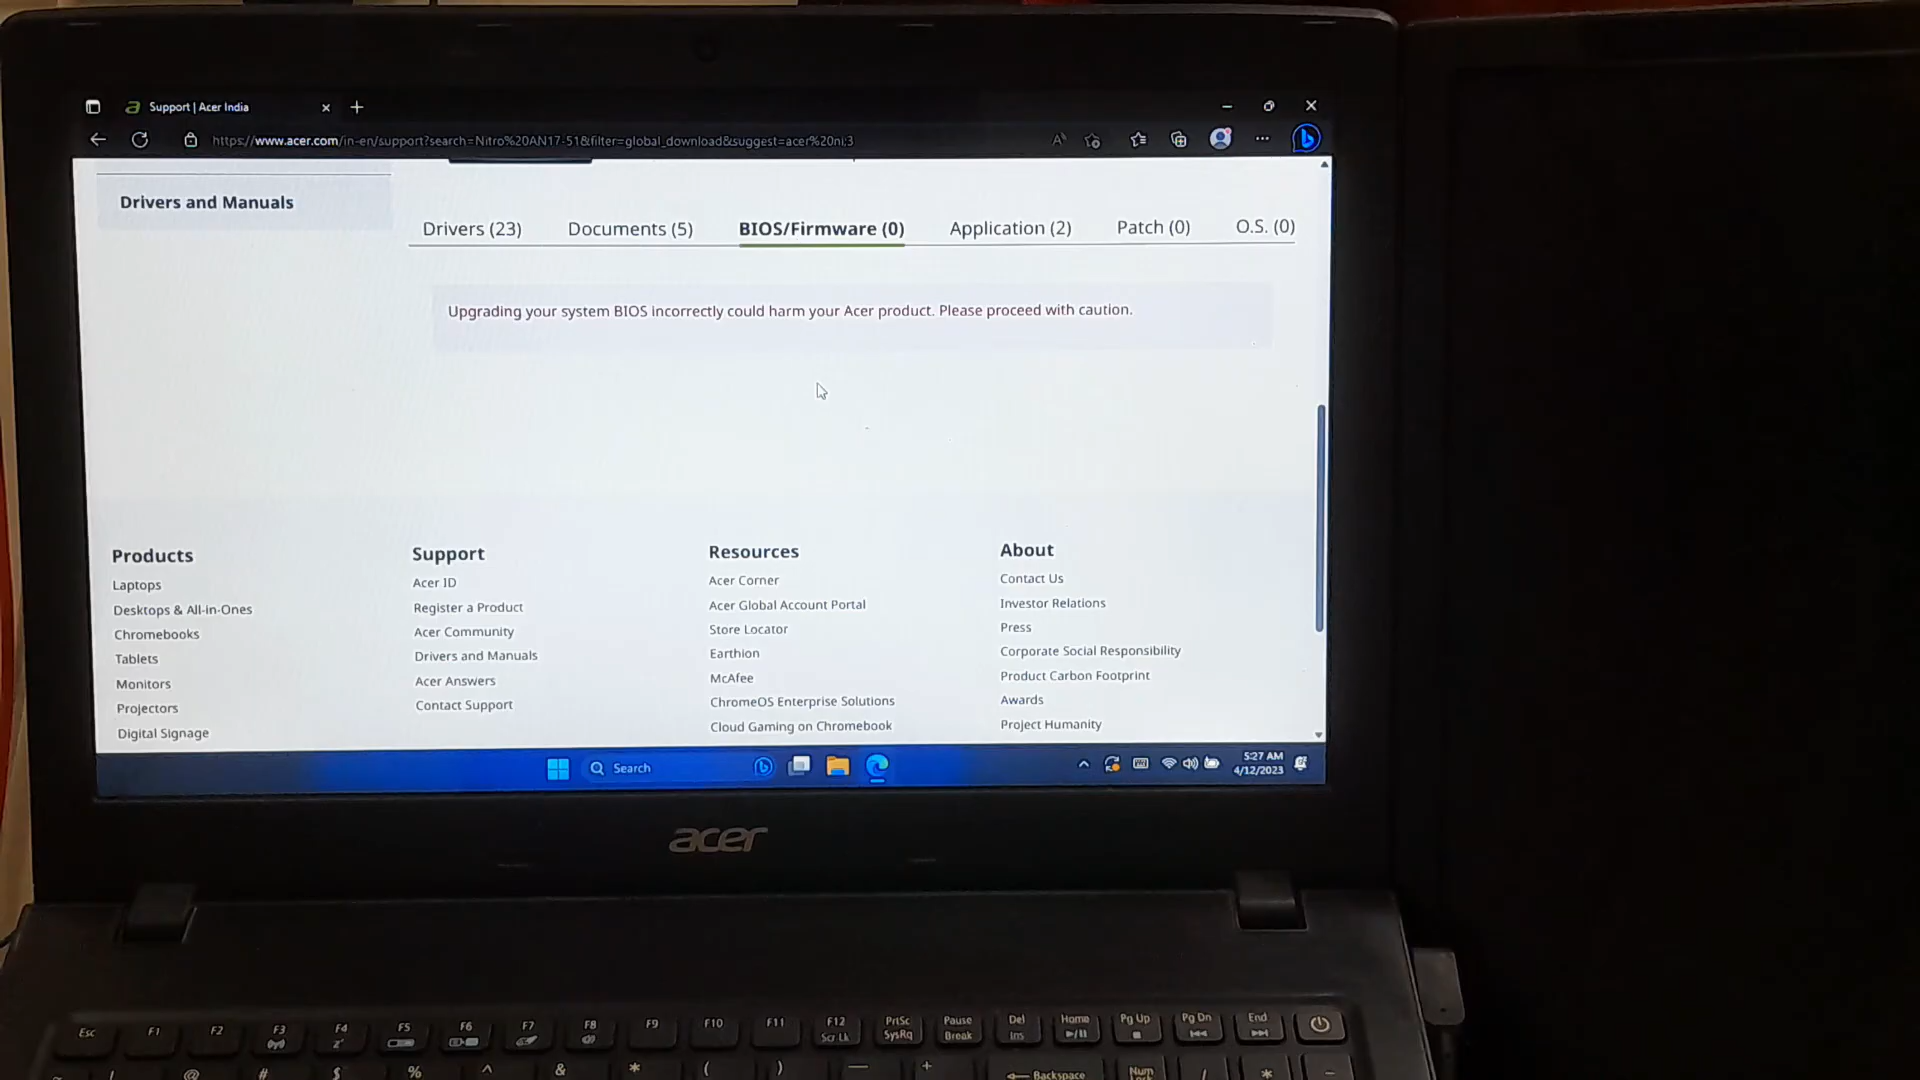 Support | Acer India
https://www.acer.com/in-en/support?search=Nitro%20AN17-51&filter=global_download&suggest=acer%20ni;3
Drivers and Manuals
Drivers (23) Documents (5) BIOS/Firmware (0) Application (2) Patch (0) O.S. (0)
Upgrading your system BIOS incorrectly could harm your Acer product. Please proceed with caution.
Products
Laptops
Desktops & All-in-Ones
Chromebooks
Tablets
Monitors
Projectors
Digital Signage
Support
Acer ID
Register a Product
Acer Community
Drivers and Manuals
Acer Answers
Contact Support
Resources
Acer Corner
Acer Global Account Portal
Store Locator
Earthion
McAfee
ChromeOS Enterprise Solutions
Cloud Gaming on Chromebook
About
Contact Us
Investor Relations
Press
Corporate Social Responsibility
Product Carbon Footprint
Awards
Project Humanity
Search
5:27 AM
4/12/2023
acer
Esc F1 F2 F3 F4 F5 F6 F7 F8 F9 F10 F11 F12 PrtSc Pause Del Home Pg Up Pg Dn End
Scr Lk SysRq Break Ins
! @ # $ % ^ & * ( ) — + Backspace Num / * –